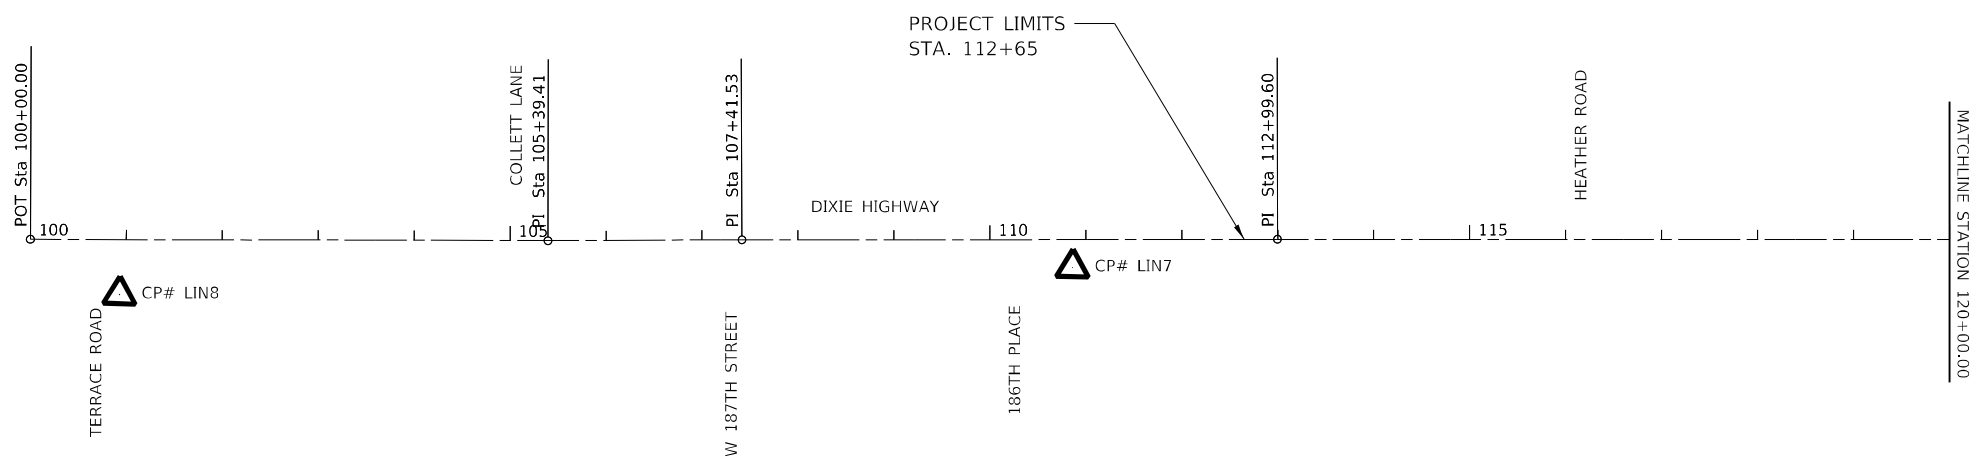 PROJECT LIMITS
STA. 112+65
POT Sta 100+00.00
COLLETT LANE
PI Sta 105+39.41
PI Sta 107+41.53
PI Sta 112+99.60
HEATHER ROAD
MATCHLINE STATION 120+00.00
DIXIE HIGHWAY
100
105
110
115
CP# LIN8
CP# LIN7
TERRACE ROAD
W 187TH STREET
186TH PLACE